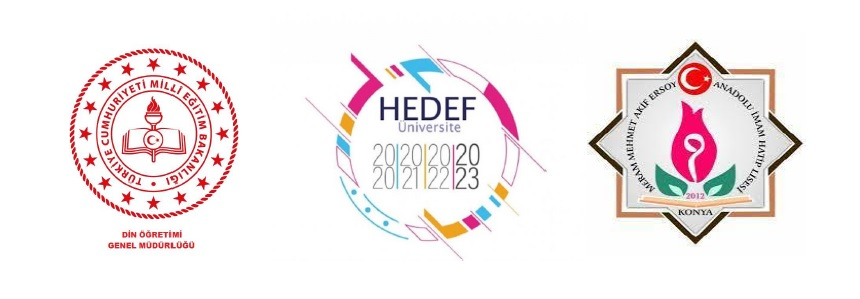 TÜRKİYE CUMHURİYETİ MİLLİ EĞİTİM BAKANLIĞI
DİN ÖĞRETİMİ
GENEL MÜDÜRLÜĞÜ
HEDEF
Üniversite
20|20|20|20
20|21|22|23
MERAM MEHMET AKİF ERSOY ANADOLU İMAM HATİP LİSESİ
2012
KONYA